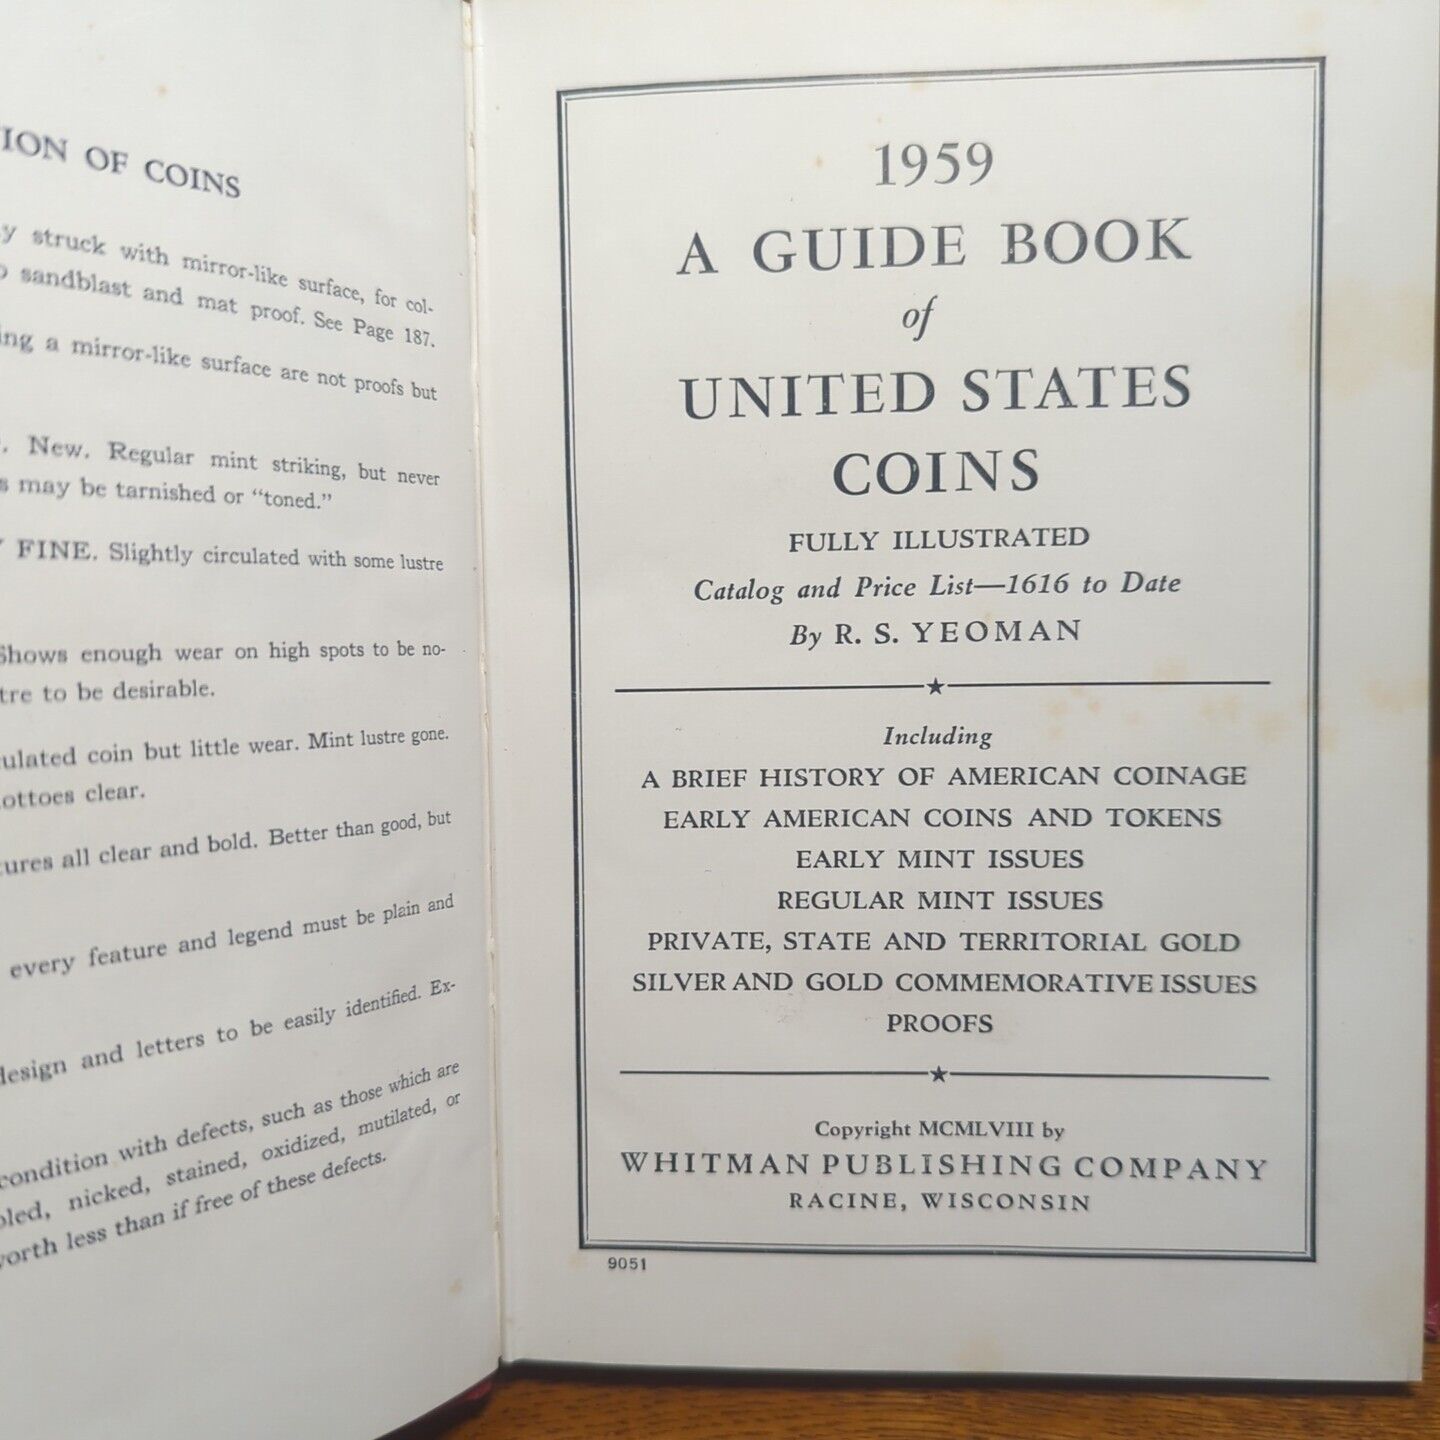 ION OF COINS
y struck with mirror-like surface, for col-
o sandblast and mat proof. See Page 187.
ing a mirror-like surface are not proofs but
. New. Regular mint striking, but never
s may be tarnished or “toned.”
Y FINE. Slightly circulated with some lustre
Shows enough wear on high spots to be no-
tre to be desirable.
ulated coin but little wear. Mint lustre gone.
ottoes clear.
tures all clear and bold. Better than good, but
every feature and legend must be plain and
design and letters to be easily identified. Ex-
condition with defects, such as those which are
oled, nicked, stained, oxidized, mutilated, or
worth less than if free of these defects.
1959
A GUIDE BOOK
of
UNITED STATES
COINS
FULLY ILLUSTRATED
Catalog and Price List—1616 to Date
By R. S. YEOMAN
Including
A BRIEF HISTORY OF AMERICAN COINAGE
EARLY AMERICAN COINS AND TOKENS
EARLY MINT ISSUES
REGULAR MINT ISSUES
PRIVATE, STATE AND TERRITORIAL GOLD
SILVER AND GOLD COMMEMORATIVE ISSUES
PROOFS
Copyright MCMLVIII by
WHITMAN PUBLISHING COMPANY
RACINE, WISCONSIN
9051